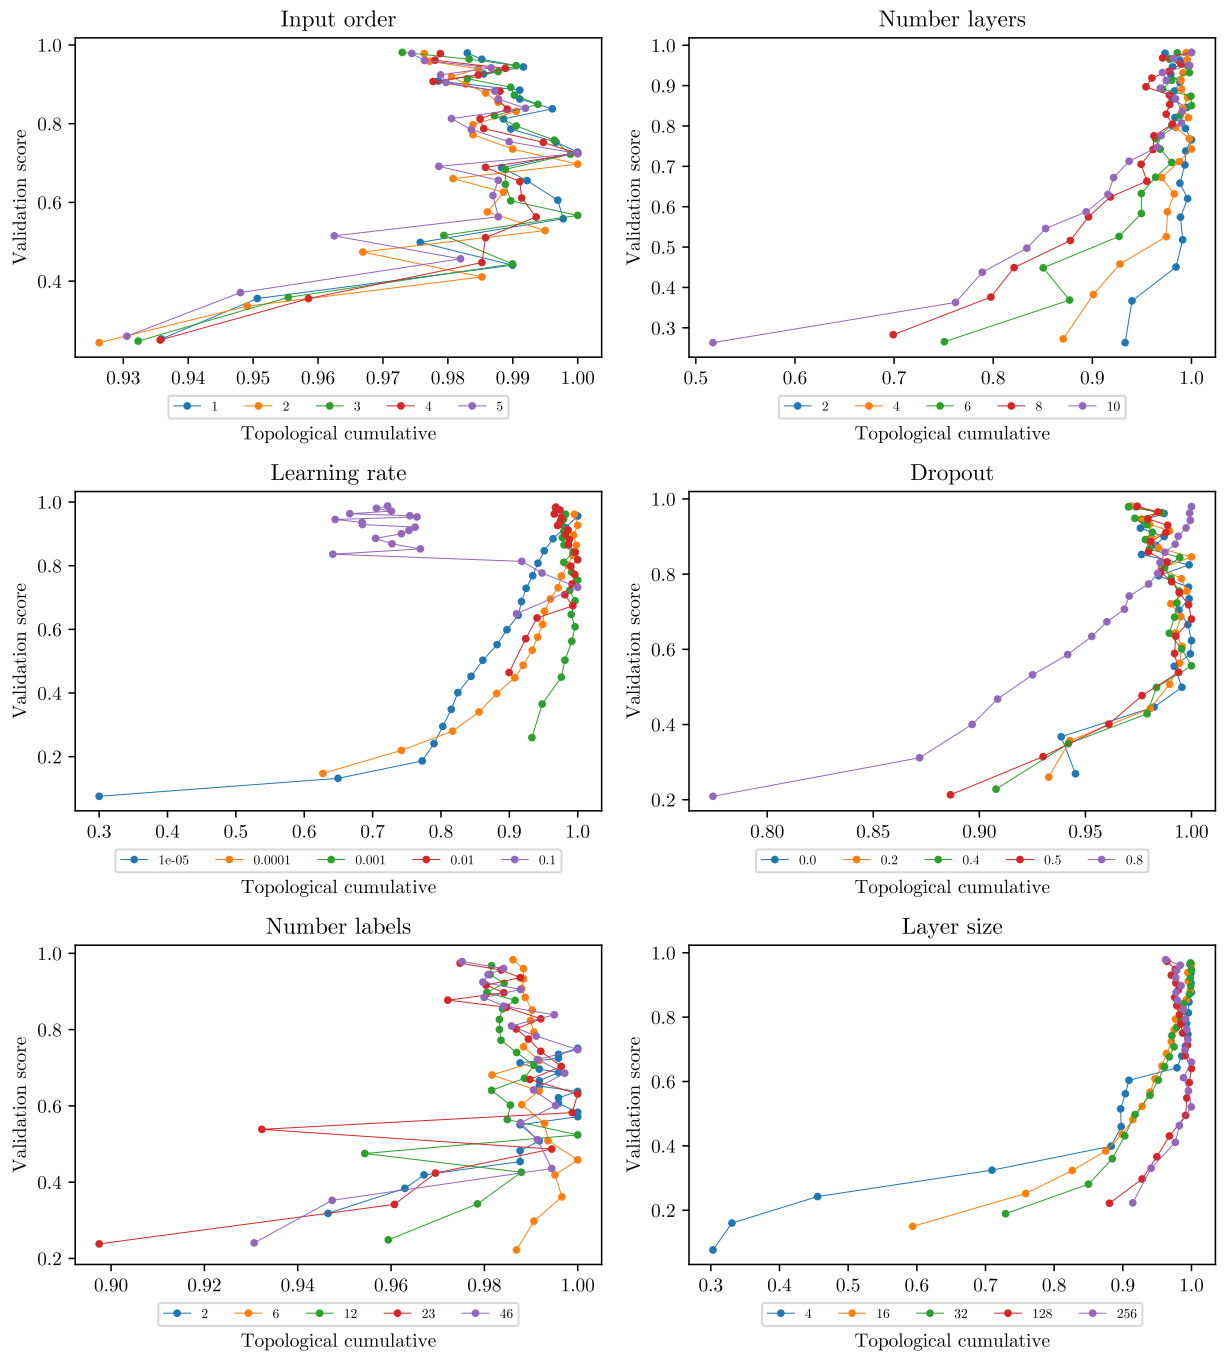 Input order
Validation score
1.0
0.8
0.6
0.4
0.93 0.94 0.95 0.96 0.97 0.98 0.99 1.00
1 2 3 4 5
Topological cumulative
Number layers
Validation score
1.0
0.9
0.8
0.7
0.6
0.5
0.4
0.3
0.5 0.6 0.7 0.8 0.9 1.0
2 4 6 8 10
Topological cumulative
Learning rate
Validation score
1.0
0.8
0.6
0.4
0.2
0.3 0.4 0.5 0.6 0.7 0.8 0.9 1.0
1e-05 0.0001 0.001 0.01 0.1
Topological cumulative
Dropout
Validation score
1.0
0.8
0.6
0.4
0.2
0.80 0.85 0.90 0.95 1.00
0.0 0.2 0.4 0.5 0.8
Topological cumulative
Number labels
Validation score
1.0
0.8
0.6
0.4
0.2
0.90 0.92 0.94 0.96 0.98 1.00
2 6 12 23 46
Topological cumulative
Layer size
Validation score
1.0
0.8
0.6
0.4
0.2
0.3 0.4 0.5 0.6 0.7 0.8 0.9 1.0
4 16 32 128 256
Topological cumulative